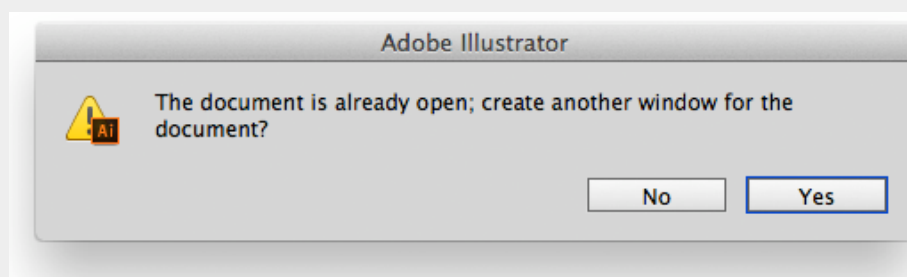 Adobe Illustrator
The document is already open; create another window for the
document?
Ai
No
Yes